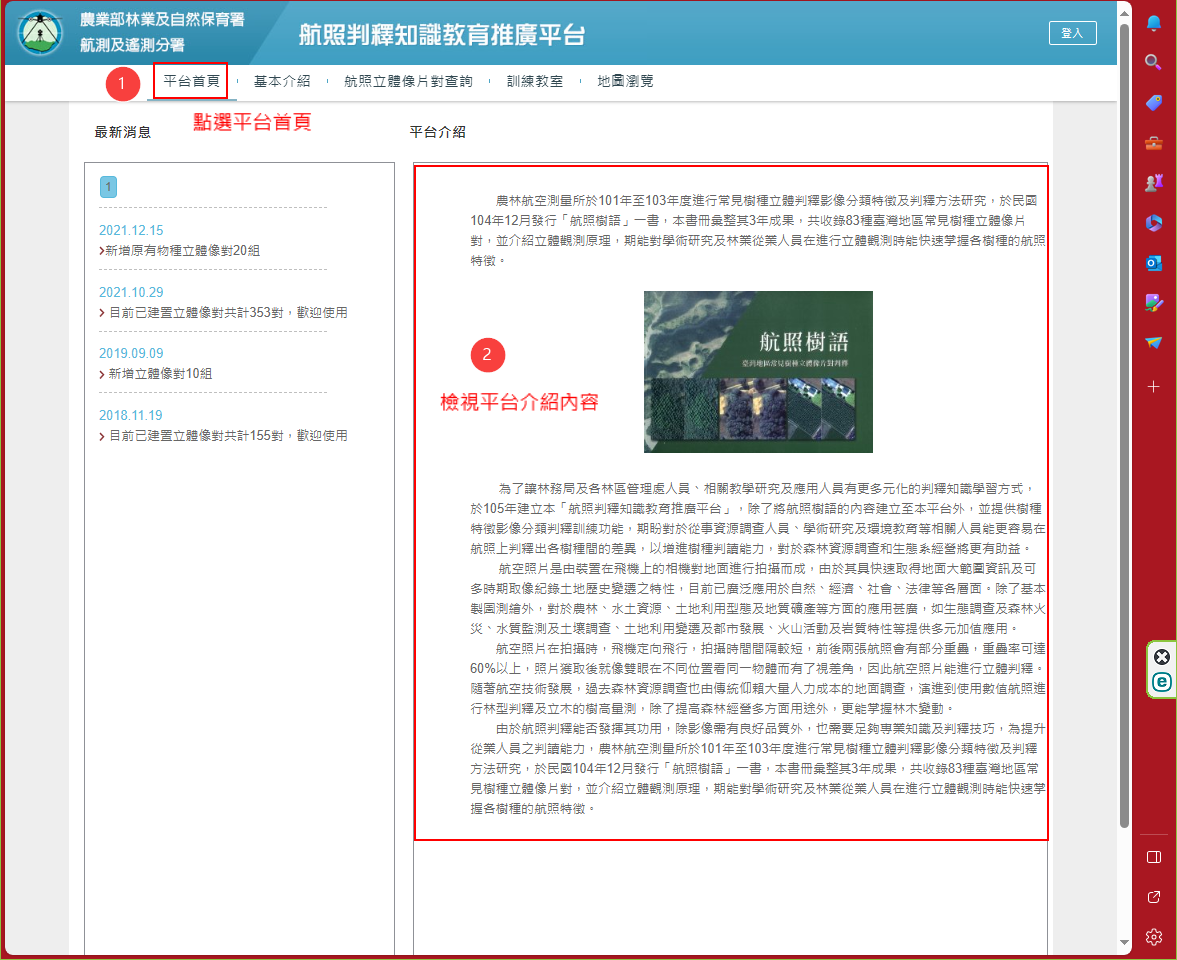 農業部林業及自然保育署
航測及遙測分署
航照判釋知識教育推廣平台
登入
1
平台首頁
基本介紹
航照立體像片對查詢
訓練教室
地圖瀏覽
點選平台首頁
最新消息
1
2021.12.15
›新增原有物種立體像對20組
2021.10.29
› 目前已建置立體像對共計353對，歡迎使用
2019.09.09
› 新增立體像對10組
2018.11.19
› 目前已建置立體像對共計155對，歡迎使用
平台介紹
農林航空測量所於101年至103年度進行常見樹種立體判釋影像分類特徵及判釋方法研究，於民國
104年12月發行「航照樹語」一書，本書冊彙整其3年成果，共收錄83種臺灣地區常見樹種立體像片
對，並介紹立體觀測原理，期能對學術研究及林業從業人員在進行立體觀測時能快速掌握各樹種的航照
特徵。
航照樹語
臺灣地區常見樹種立體像片對判釋
2
檢視平台介紹內容
為了讓林務局及各林區管理處人員、相關教學研究及應用人員有更多元化的判釋知識學習方式，
於105年建立本「航照判釋知識教育推廣平台」，除了將航照樹語的內容建立至本平台外，並提供樹種
特徵影像分類判釋訓練功能，期盼對於從事資源調查人員、學術研究及環境教育等相關人員能更容易在
航照上判釋出各樹種間的差異，以增進樹種判讀能力，對於森林資源調查和生態系經營將更有助益。
航空照片是由裝置在飛機上的相機對地面進行拍攝而成，由於其具快速取得地面大範圍資訊及可
多時期取像紀錄土地歷史變遷之特性，目前已廣泛應用於自然、經濟、社會、法律等各層面。除了基本
製圖測繪外，對於農林、水土資源、土地利用型態及地質礦產等方面的應用甚廣，如生態調查及森林火
災、水質監測及土壤調查、土地利用變遷及都市發展、火山活動及岩質特性等提供多元加值應用。
航空照片在拍攝時，飛機定向飛行，拍攝時間間隔較短，前後兩張航照會有部分重疊，重疊率可達
60%以上，照片獲取後就像雙眼在不同位置看同一物體而有了視差角，因此航空照片能進行立體判釋。
隨著航空技術發展，過去森林資源調查也由傳統仰賴大量人力成本的地面調查，演進到使用數值航照進
行林型判釋及立木的樹高量測，除了提高森林經營多方面用途外，更能掌握林木變動。
由於航照判釋能否發揮其功用，除影像需有良好品質外，也需要足夠專業知識及判釋技巧，為提升
從業人員之判讀能力，農林航空測量所於101年至103年度進行常見樹種立體判釋影像分類特徵及判釋
方法研究，於民國104年12月發行「航照樹語」一書，本書冊彙整其3年成果，共收錄83種臺灣地區常
見樹種立體像片對，並介紹立體觀測原理，期能對學術研究及林業從業人員在進行立體觀測時能快速掌
握各樹種的航照特徵。